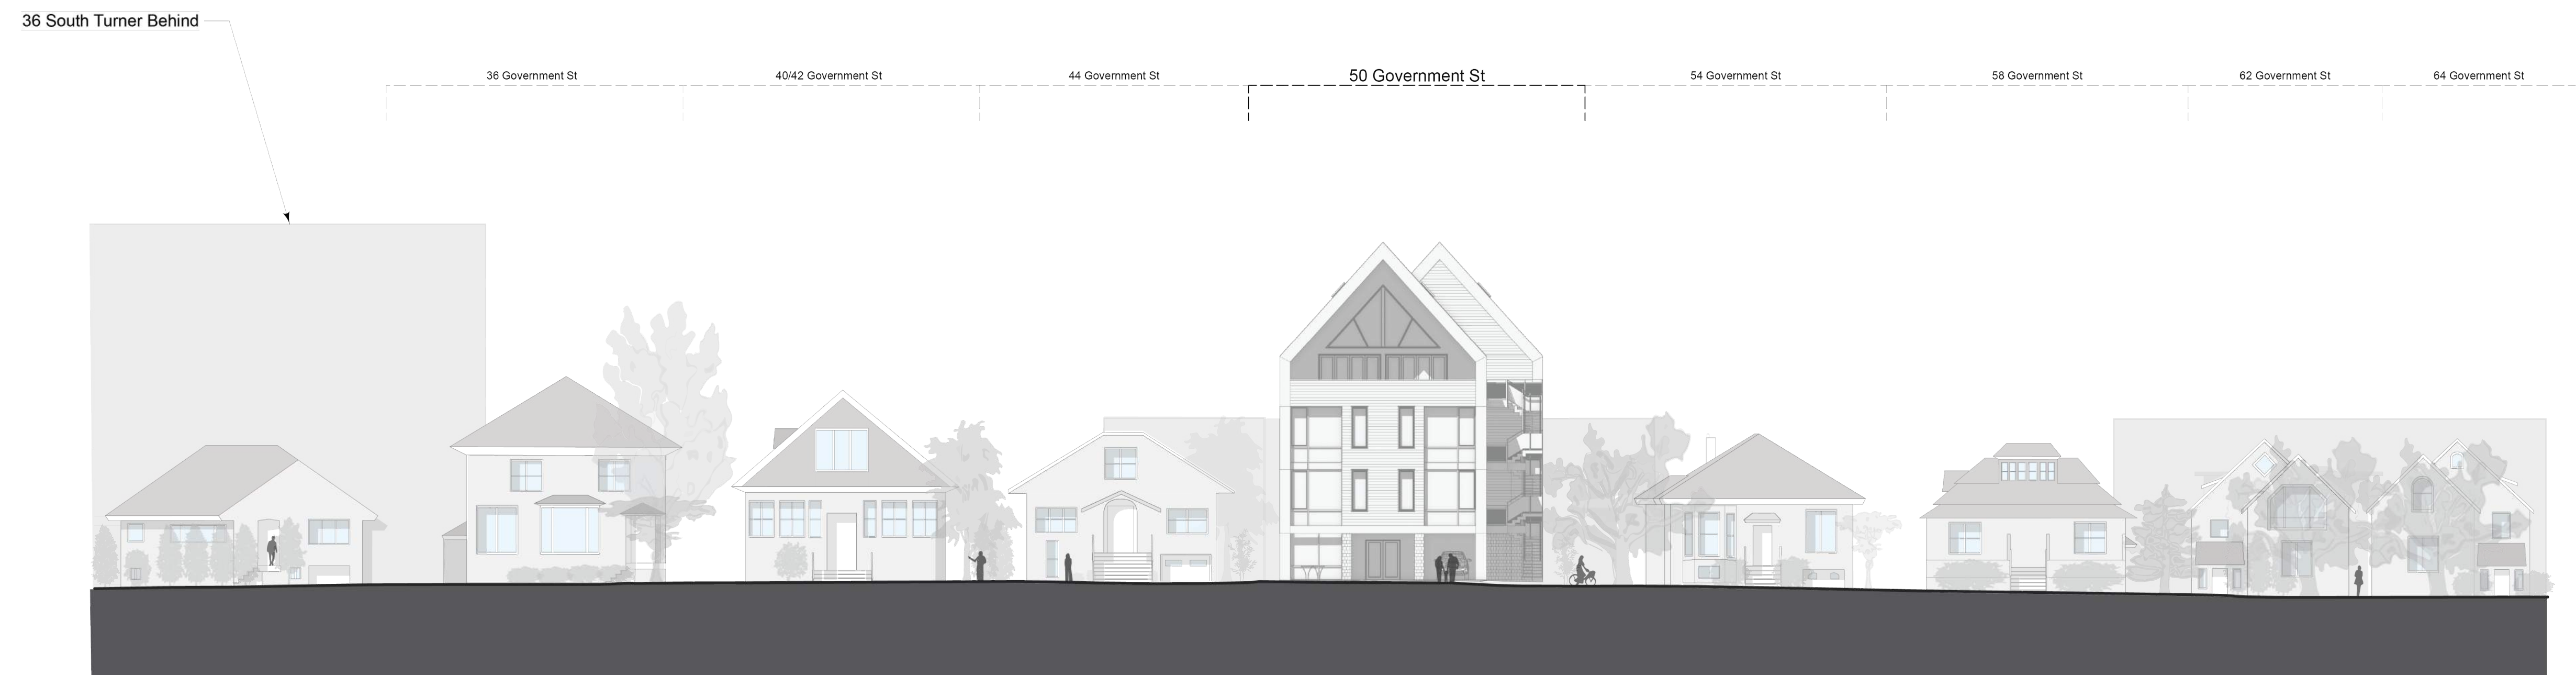 36 South Turner Behind
36 Government St
40/42 Government St
44 Government St
50 Government St
54 Government St
58 Government St
62 Government St
64 Government St